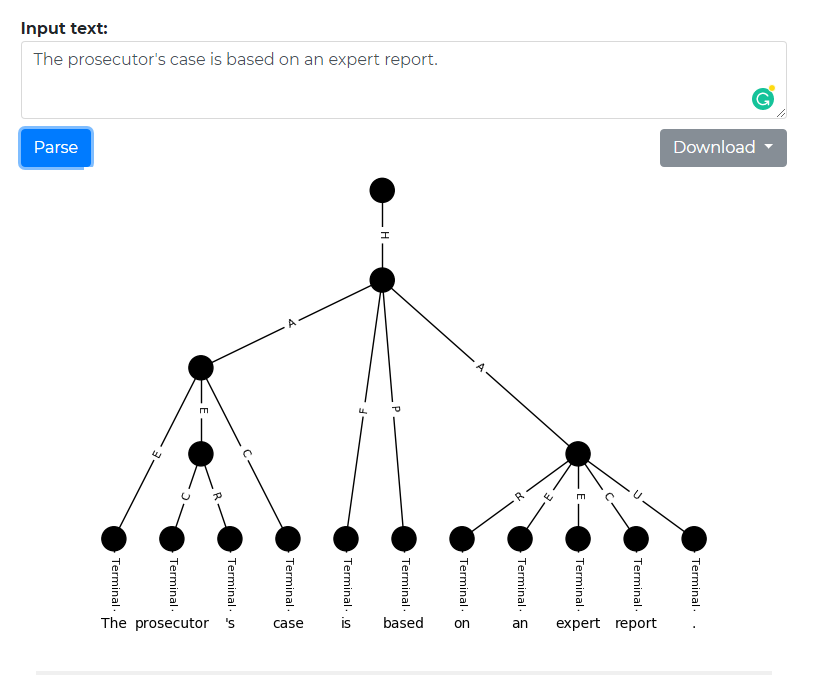 Input text:
The prosecutor's case is based on an expert report.
Parse
Download
H
A
A
F
P
E
E
C
C
R
R
E
E
C
U
Terminal Terminal Terminal Terminal Terminal Terminal Terminal Terminal Terminal Terminal Terminal
The prosecutor 's case is based on an expert report .